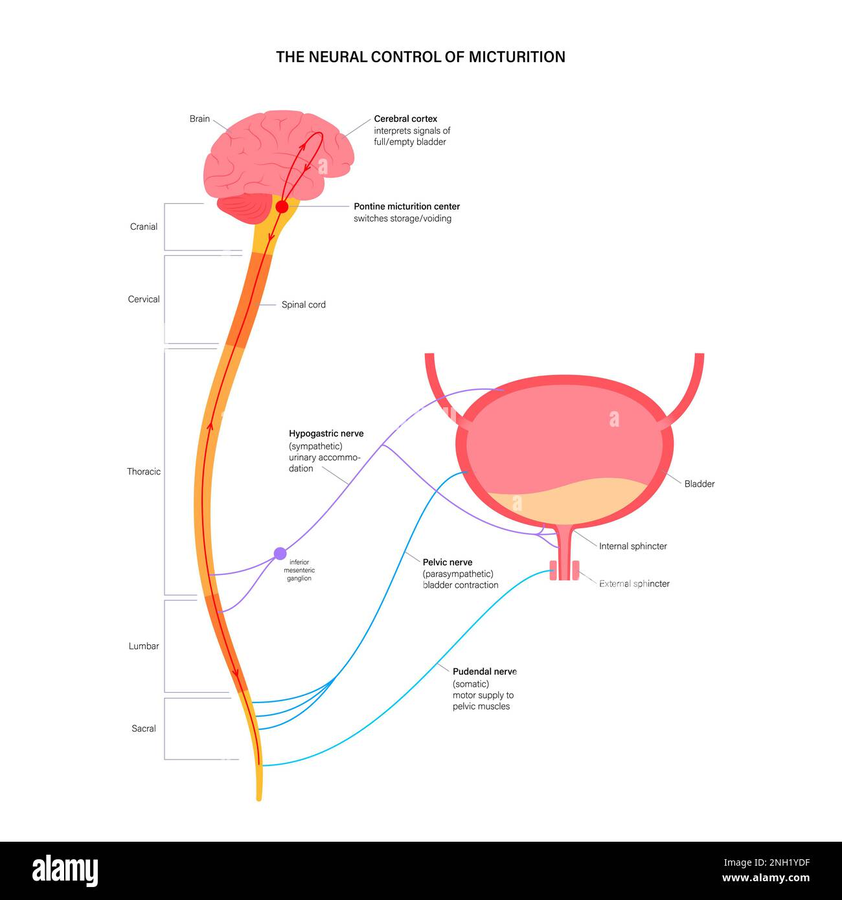 THE NEURAL CONTROL OF MICTURITION
Brain
Cerebral cortex
interprets signals of
full/empty bladder
Pontine micturition center
switches storage/voiding
Cranial
Cervical
Spinal cord
Hypogastric nerve
(sympathetic)
urinary accommo-
dation
Thoracic
Bladder
Internal sphincter
inferior
mesenteric
ganglion
Pelvic nerve
(parasympathetic)
bladder contraction
External sphincter
Lumbar
Pudendal nerve
(somatic)
motor supply to
pelvic muscles
Sacral
a
a
a
alamy
Image ID: 2NH1YDF
www.alamy.com